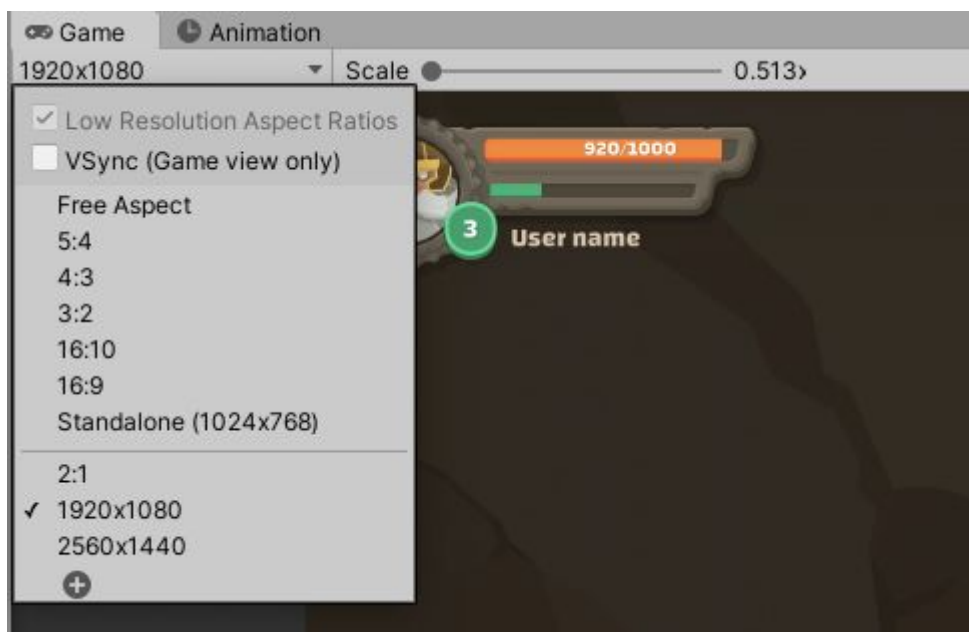 Game Animation
1920x1080 Scale 0.513x
Low Resolution Aspect Ratios
VSync (Game view only)
Free Aspect
5:4
4:3
3:2
16:10
16:9
Standalone (1024x768)
2:1
1920x1080
2560x1440
920/1000
3
User name